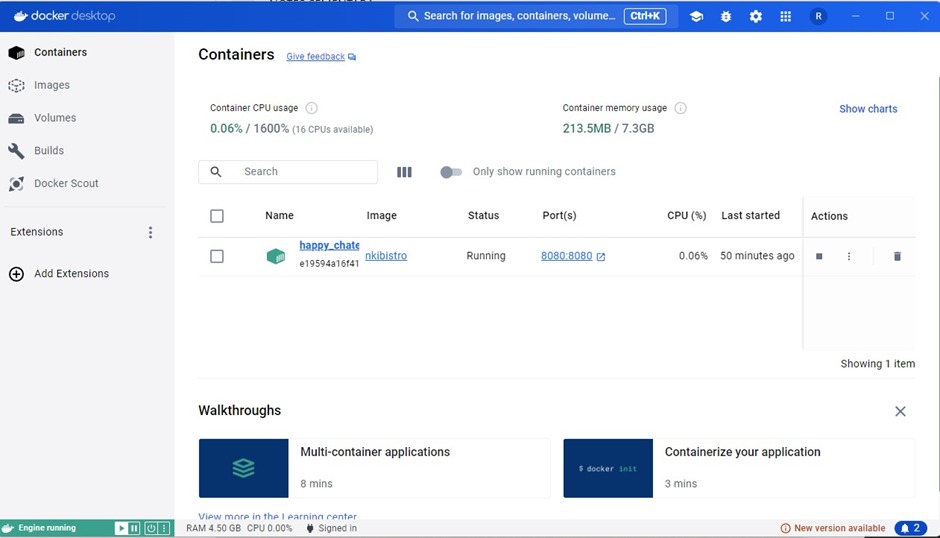 docker desktop
Search for images, containers, volume... Ctrl+K
R
Containers
Images
Volumes
Builds
Docker Scout
Extensions
Add Extensions
Containers Give feedback
Container CPU usage
0.06% / 1600% (16 CPUs available)
Container memory usage
213.5MB / 7.3GB
Show charts
Search
Only show running containers
Name Image Status Port(s) CPU (%) Last started Actions
happy_chate
e19594a16f41
nkibistro Running 8080:8080 0.06% 50 minutes ago
Showing 1 item
Walkthroughs
Multi-container applications
8 mins
$ docker init
Containerize your application
3 mins
View more in the Learning center
Engine running RAM 4.50 GB CPU 0.00% Signed in New version available 2